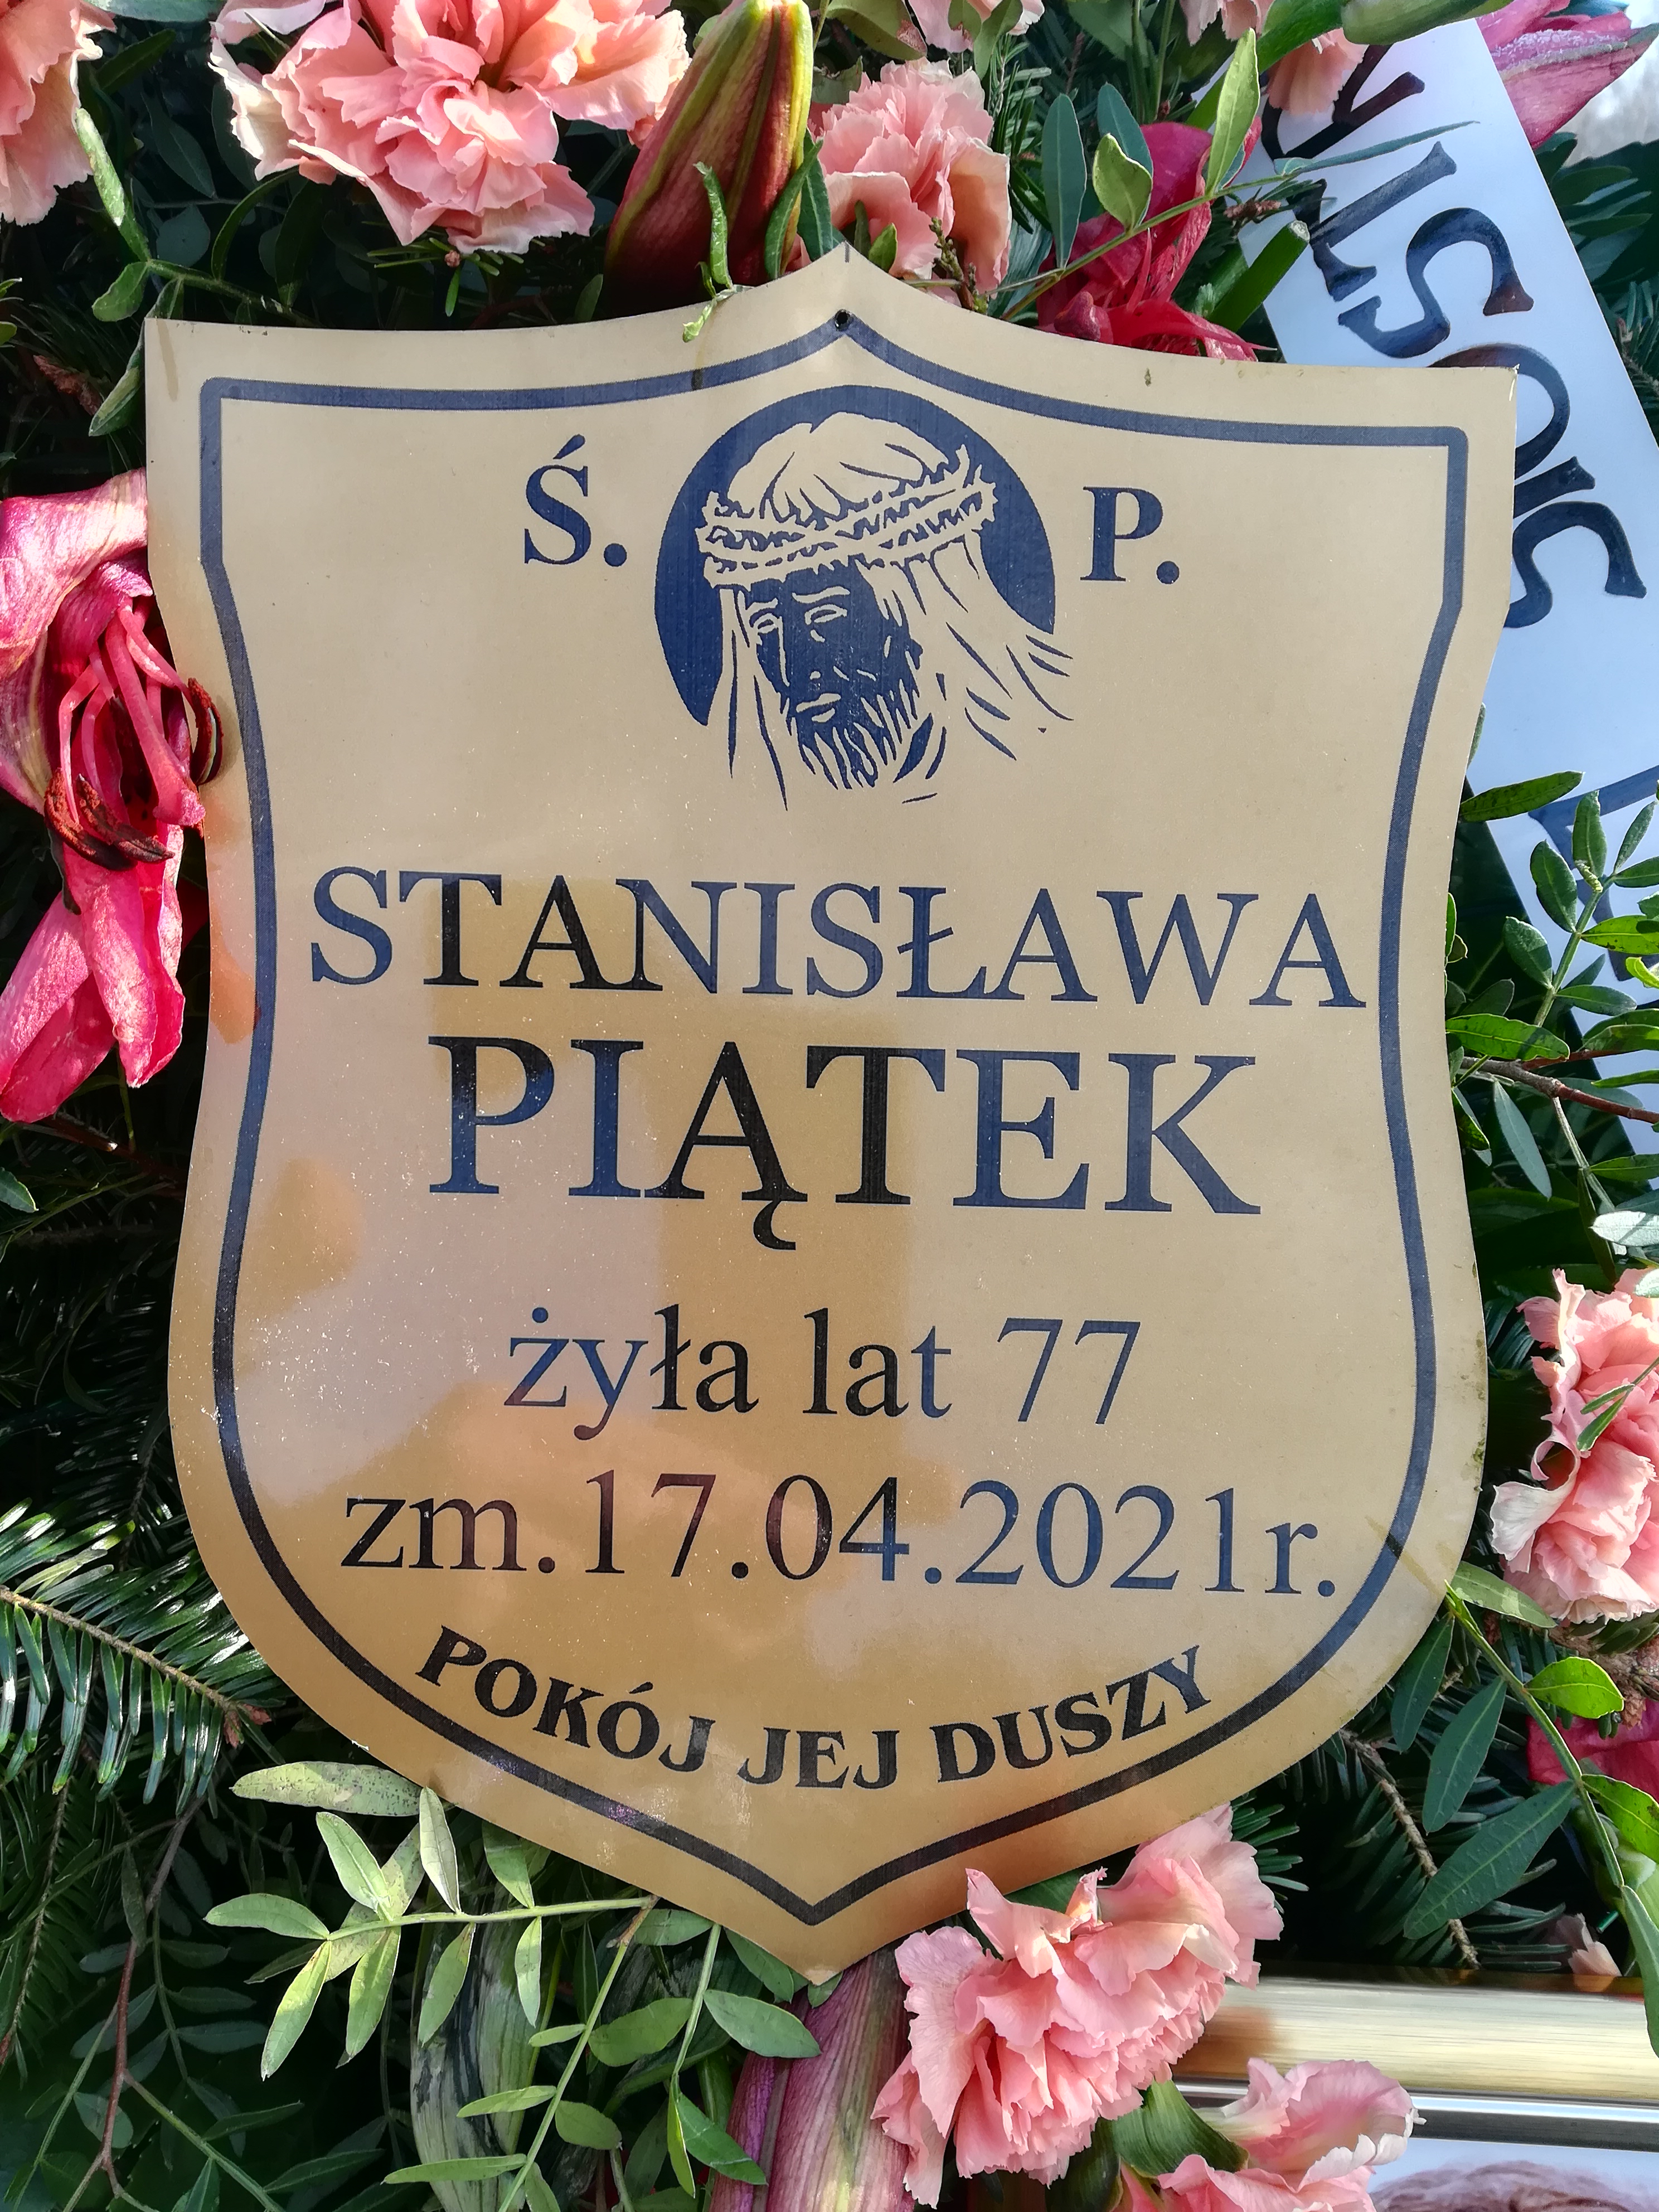 Ś. P.
STANISŁAWA
PIĄTEK
żyła lat 77
zm.17.04.2021r.
POKÓJ JEJ DUSZY